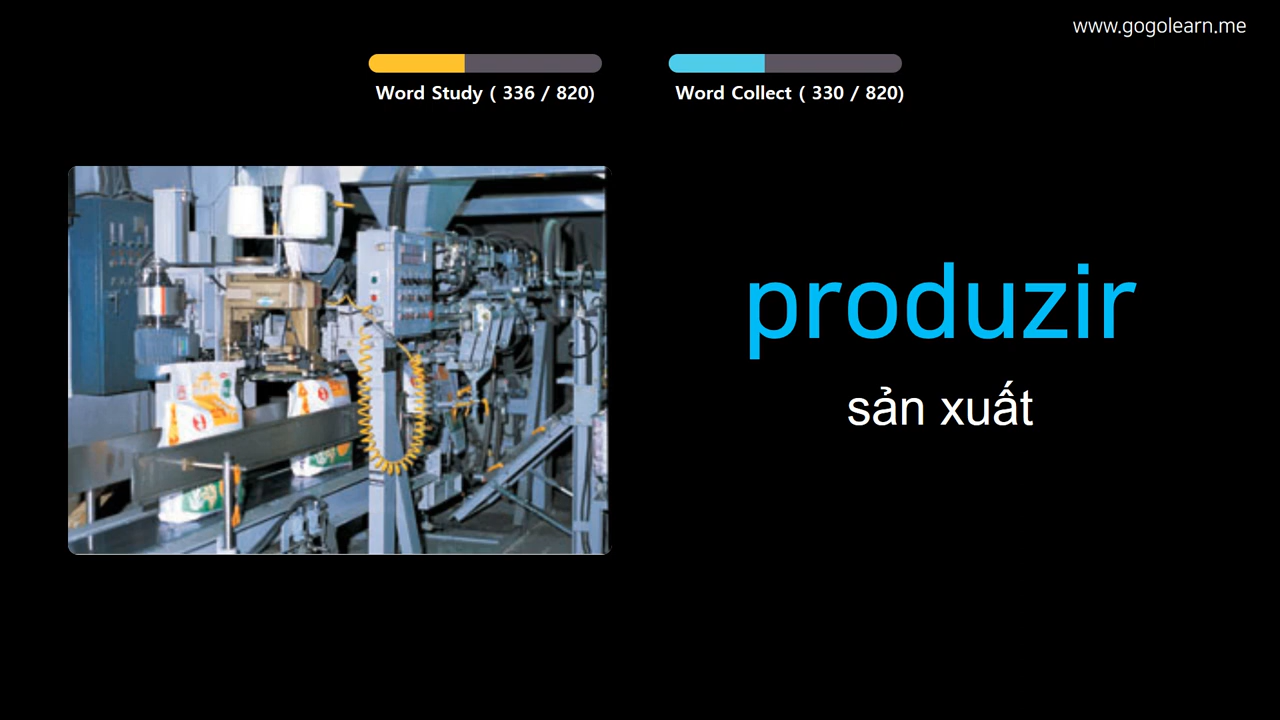 www.gogolearn.me
Word Study ( 336 / 820)
Word Collect ( 330 / 820)
produzir
sản xuất